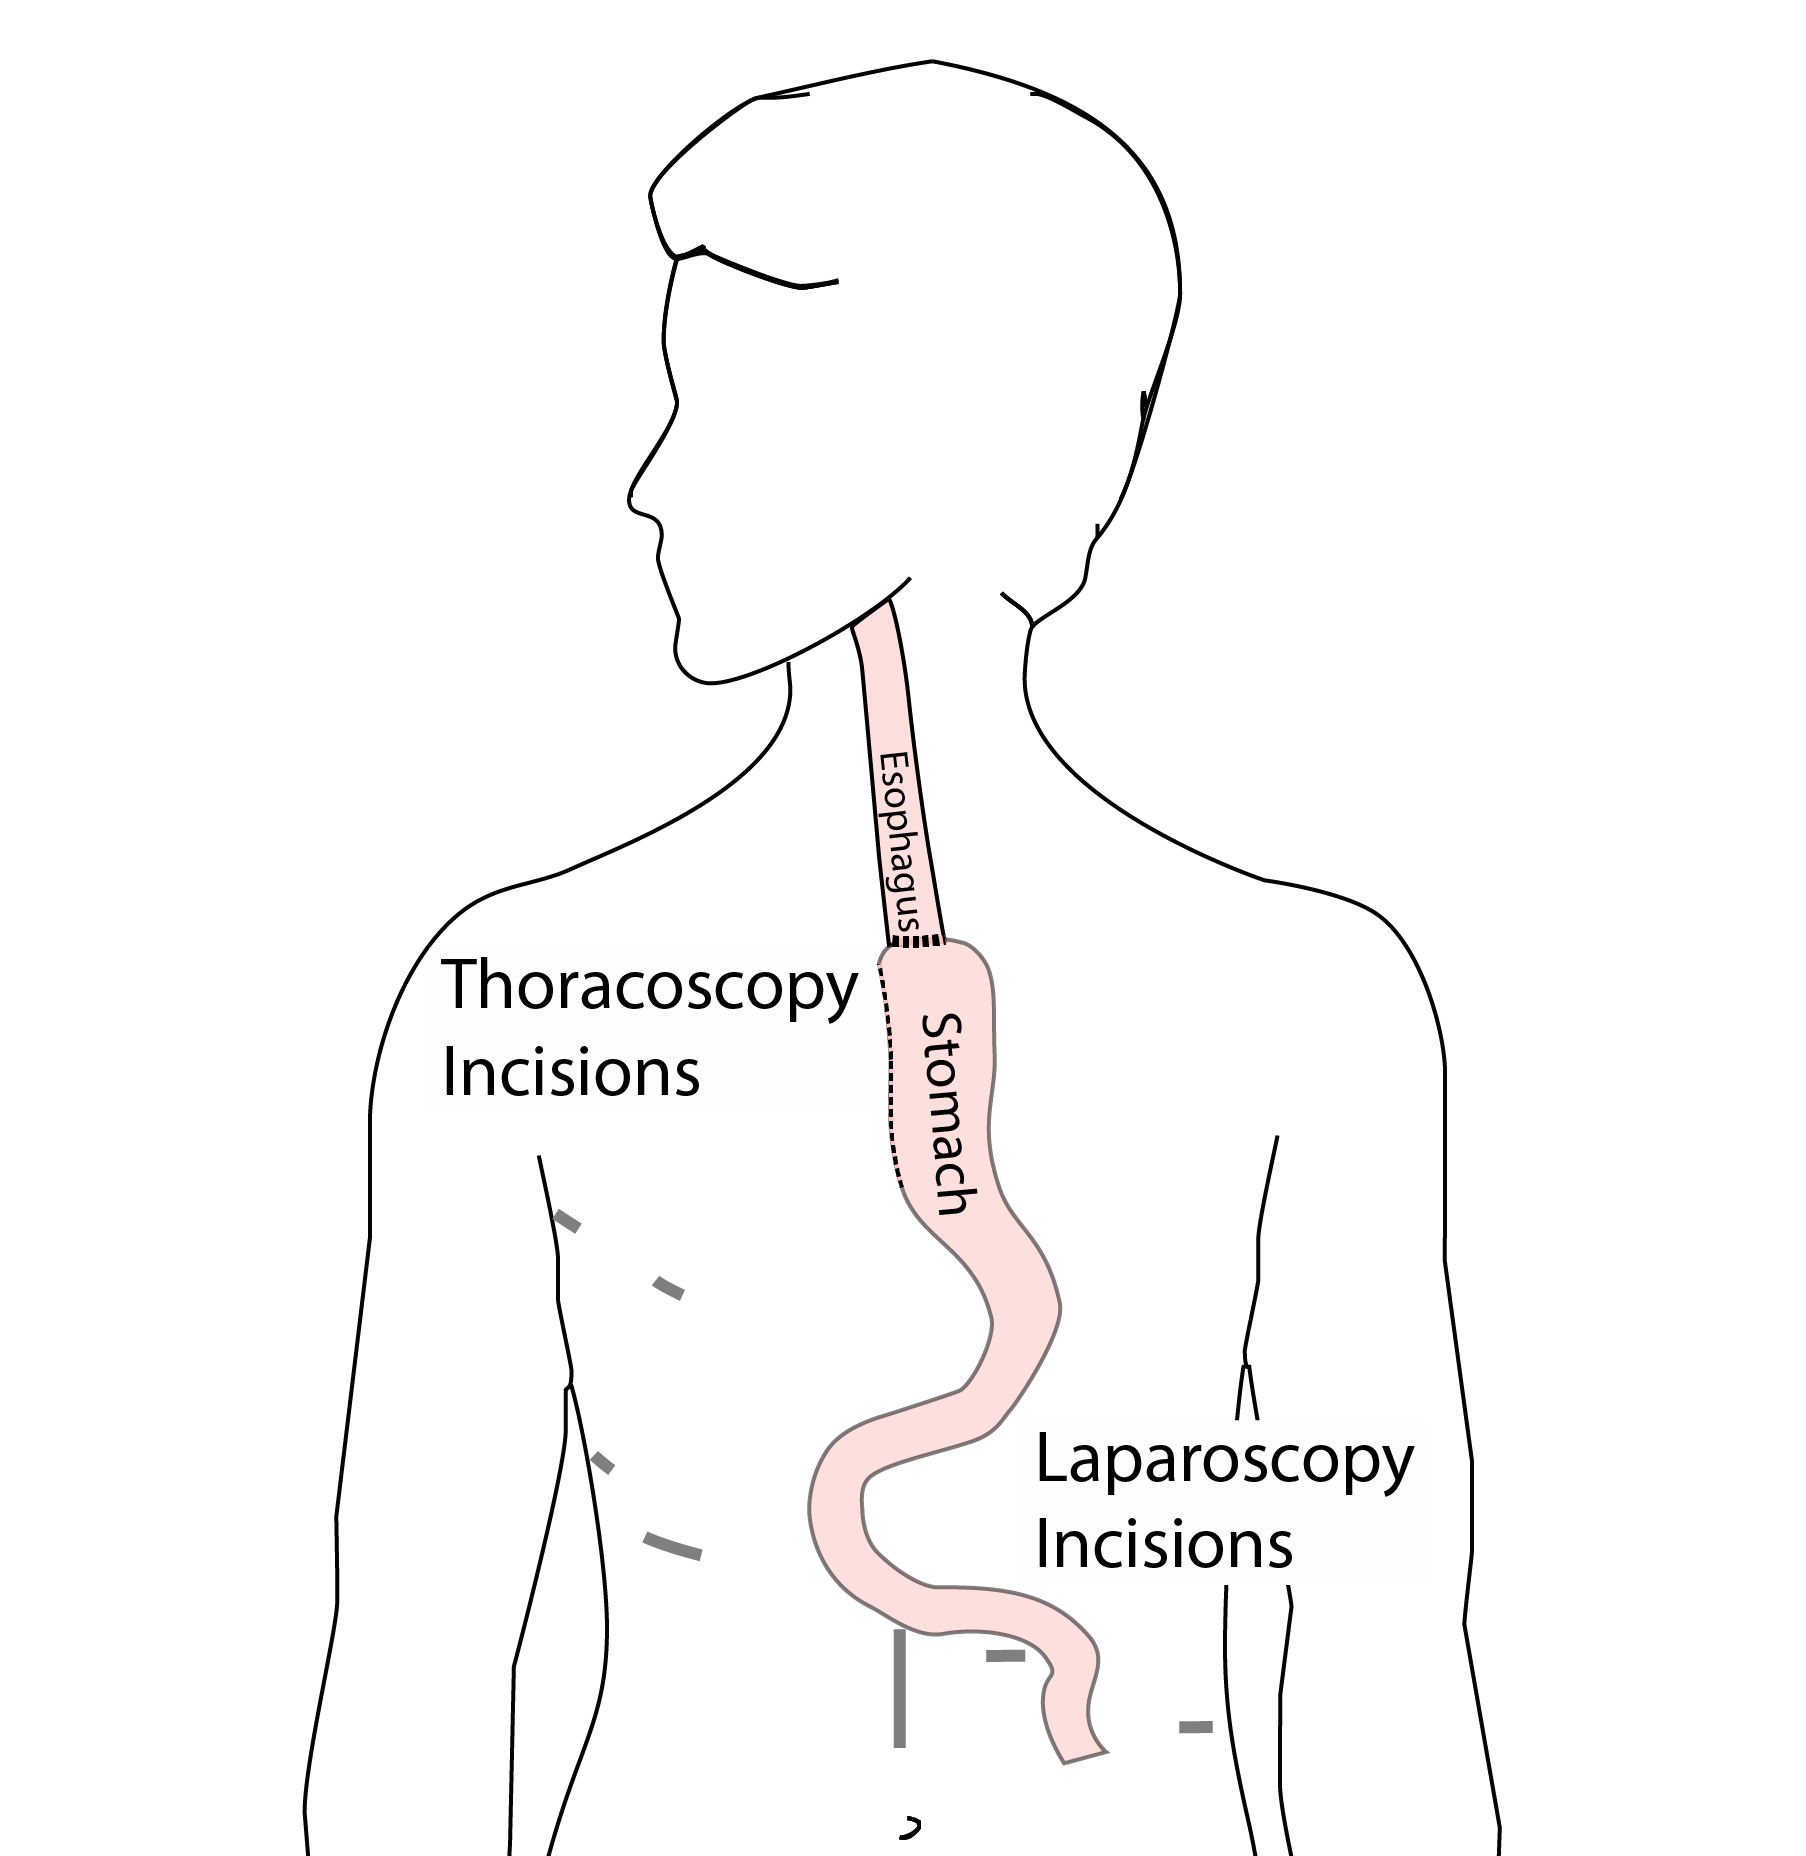 Esophagus
Thoracoscopy
Incisions
Stomach
Laparoscopy
Incisions